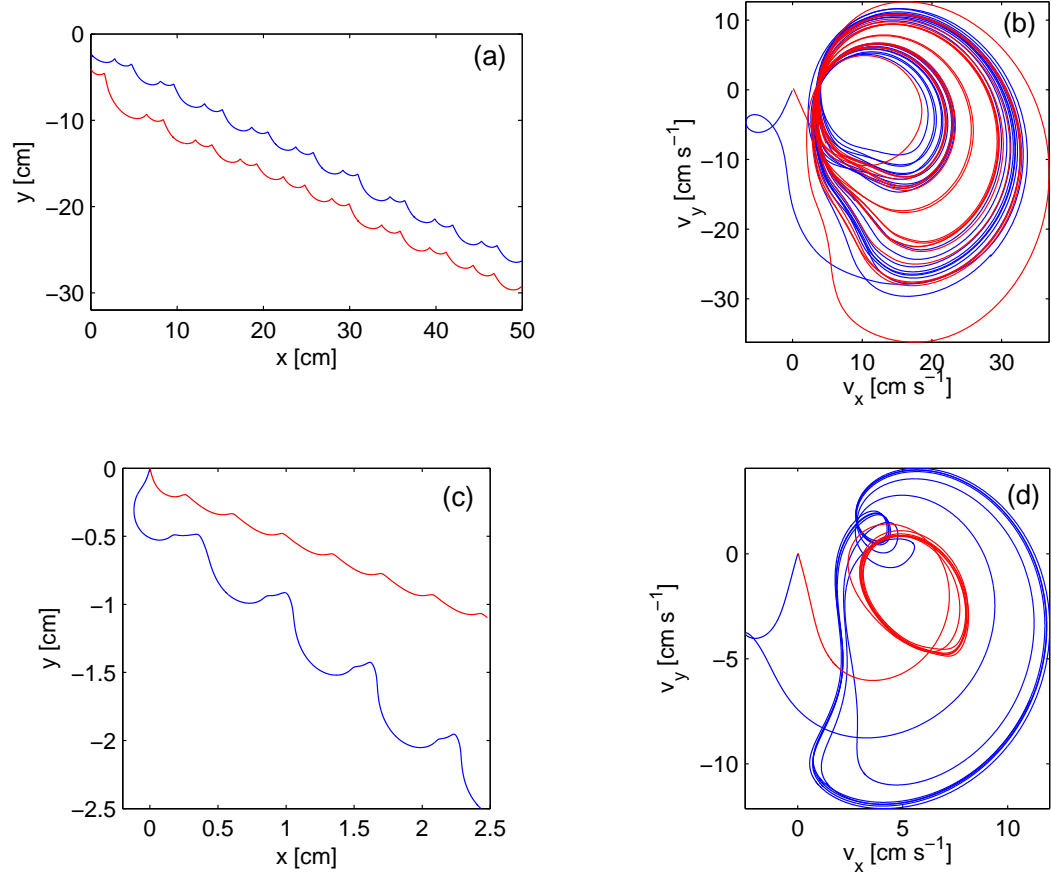 0
−10
−20
−30
0 10 20 30 40 50
x [cm]
y [cm]
(a)
10
0
−10
−20
−30
0 10 20 30
v_x [cm s^−1]
v_y [cm s^−1]
(b)
0
−0.5
−1
−1.5
−2
−2.5
0 0.5 1 1.5 2 2.5
x [cm]
y [cm]
(c)
0
−5
−10
0 5 10
v_x [cm s^−1]
v_y [cm s^−1]
(d)